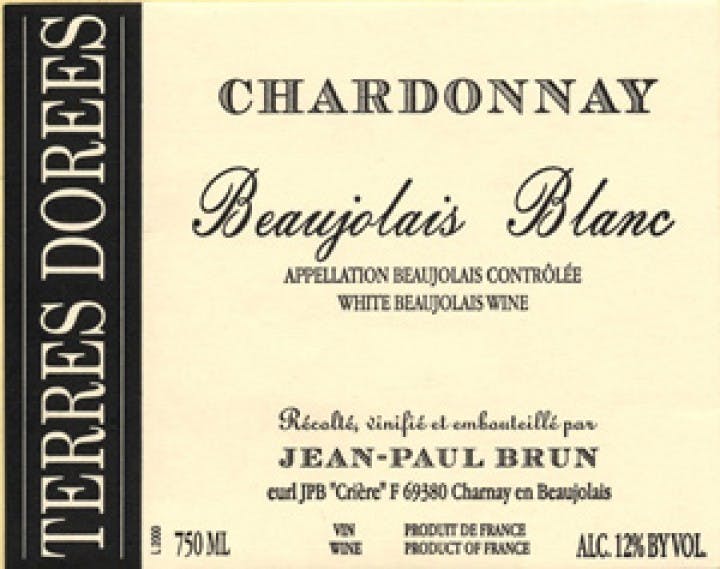 TERRES DOREES
CHARDONNAY
Beaujolais Blanc
APPELLATION BEAUJOLAIS CONTRÔLÉE
WHITE BEAUJOLAIS WINE
Récolté, vinifié et embouteillé par
JEAN-PAUL BRUN
eurl JPB "Crière" F 69380 Charnay en Beaujolais
L 2000
750 ML
VIN
WINE
PRODUIT DE FRANCE
PRODUCT OF FRANCE
ALC. 12% BY VOL.